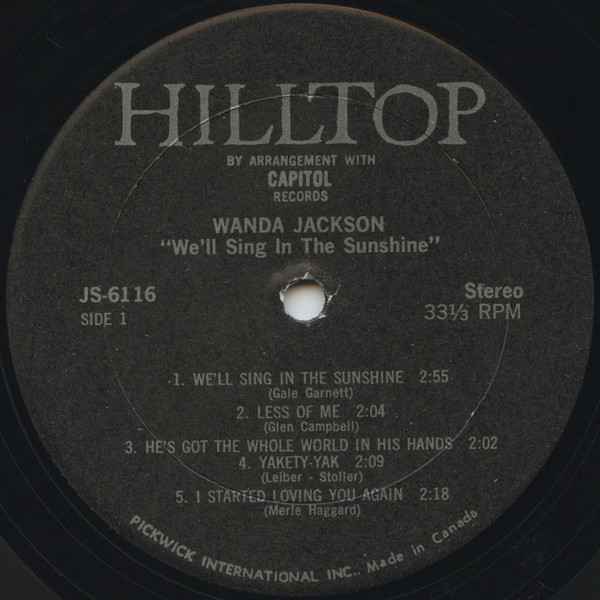 HILLTOP
BY ARRANGEMENT WITH
CAPITOL
RECORDS
WANDA JACKSON
"We'll Sing In The Sunshine"
JS-6116
SIDE 1
Stereo
33⅓ RPM
1. WE'LL SING IN THE SUNSHINE 2:55
(Gale Garnett)
2. LESS OF ME 2:04
(Glen Campbell)
3. HE'S GOT THE WHOLE WORLD IN HIS HANDS 2:02
4. YAKETY-YAK 2:09
(Leiber - Stoller)
5. I STARTED LOVING YOU AGAIN 2:18
(Merle Haggard)
PICKWICK INTERNATIONAL INC.. Made in Canada